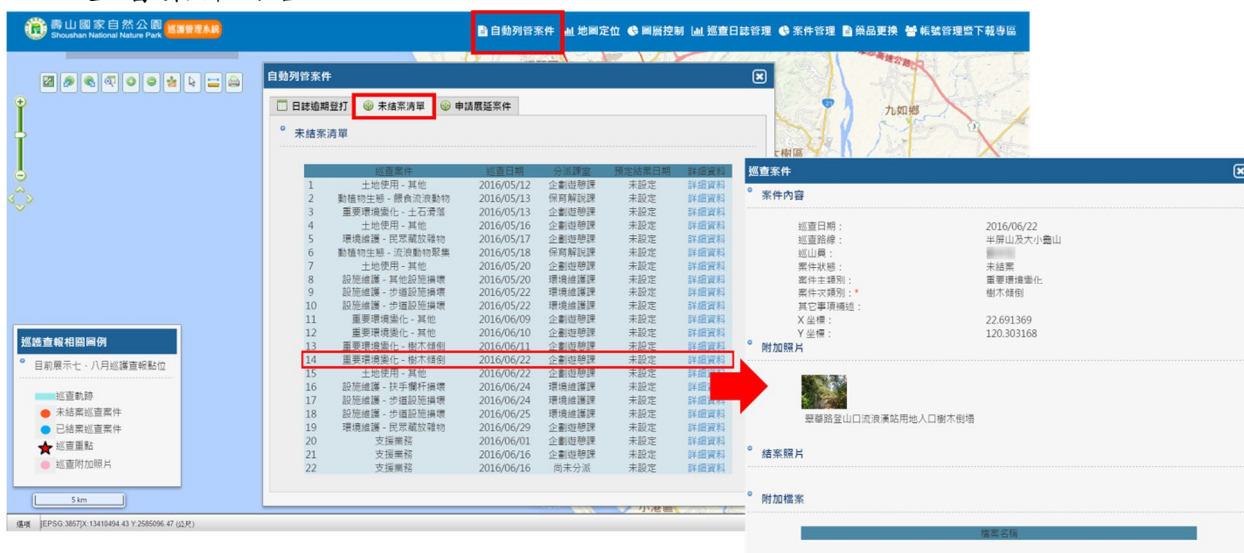 壽山國家自然公園
Shoushan National Nature Park
巡護管理系統
自動列管案件 地圖定位 圖層控制 巡查日誌管理 案件管理 藥品更換 帳號管理暨下載專區
自動列管案件
日誌逾期登打 未結案清單 申請展延案件
未結案清單
巡查案件 巡查日期 分派課室 預定結案日期 詳細資料
1 土地使用 - 其他 2016/05/12 企劃遊憩課 未設定 詳細資料
2 動植物生態 - 餵食流浪動物 2016/05/13 保育解說課 未設定 詳細資料
3 重要環境變化 - 土石滑落 2016/05/13 企劃遊憩課 未設定 詳細資料
4 土地使用 - 其他 2016/05/16 企劃遊憩課 未設定 詳細資料
5 環境維護 - 民眾藏放雜物 2016/05/17 企劃遊憩課 未設定 詳細資料
6 動植物生態 - 流浪動物聚集 2016/05/18 保育解說課 未設定 詳細資料
7 土地使用 - 其他 2016/05/20 企劃遊憩課 未設定 詳細資料
8 設施維護 - 其他設施損壞 2016/05/20 環境維護課 未設定 詳細資料
9 設施維護 - 步道設施損壞 2016/05/22 環境維護課 未設定 詳細資料
10 設施維護 - 步道設施損壞 2016/05/22 環境維護課 未設定 詳細資料
11 重要環境變化 - 其他 2016/06/09 企劃遊憩課 未設定 詳細資料
12 重要環境變化 - 其他 2016/06/10 企劃遊憩課 未設定 詳細資料
13 重要環境變化 - 樹木傾倒 2016/06/11 企劃遊憩課 未設定 詳細資料
14 重要環境變化 - 樹木傾倒 2016/06/22 企劃遊憩課 未設定 詳細資料
15 土地使用 - 其他 2016/06/22 企劃遊憩課 未設定 詳細資料
16 設施維護 - 扶手欄杆損壞 2016/06/24 環境維護課 未設定 詳細資料
17 設施維護 - 步道設施損壞 2016/06/24 環境維護課 未設定 詳細資料
18 設施維護 - 步道設施損壞 2016/06/25 環境維護課 未設定 詳細資料
19 環境維護 - 民眾藏放雜物 2016/06/29 企劃遊憩課 未設定 詳細資料
20 支援業務 2016/06/01 企劃遊憩課 未設定 詳細資料
21 支援業務 2016/06/16 企劃遊憩課 未設定 詳細資料
22 支援業務 2016/06/16 尚未分派 未設定 詳細資料
九如鄉
巡查案件
案件內容
巡查日期： 2016/06/22
巡查路線： 半屏山及大小龜山
巡山員：
案件狀態： 未結案
案件主類別： 重要環境變化
案件次類別：* 樹木傾倒
其它事項補述：
X 坐標： 22.691369
Y 坐標： 120.303168
附加照片
翠華路登山口流浪漢站用地入口樹木倒塌
結案照片
附加檔案
檔案名稱
巡護查報相關圖例
目前展示七、八月巡護查報點位
巡查軌跡
未結案巡查案件
已結案巡查案件
巡查重點
巡查附加照片
5 km
[EPSG:3857]X:13410494.43 Y:2585096.47 (公尺)